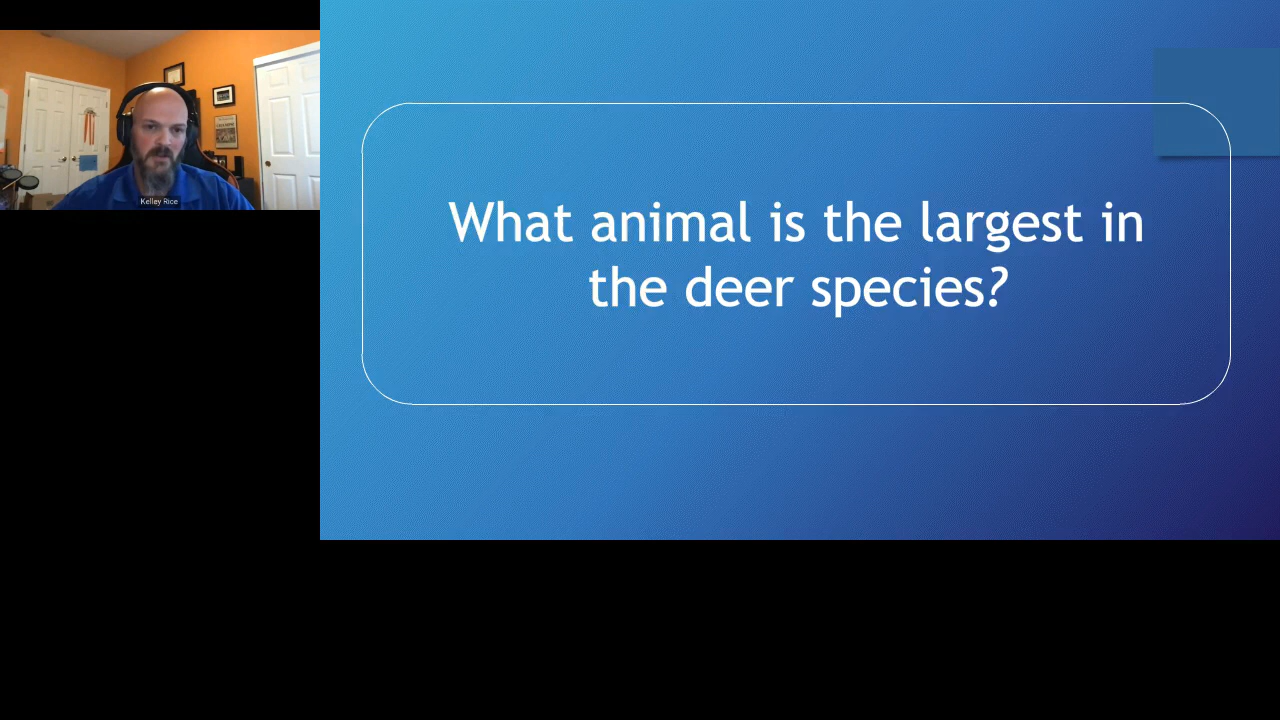 Kelley Rice
What animal is the largest in
the deer species?